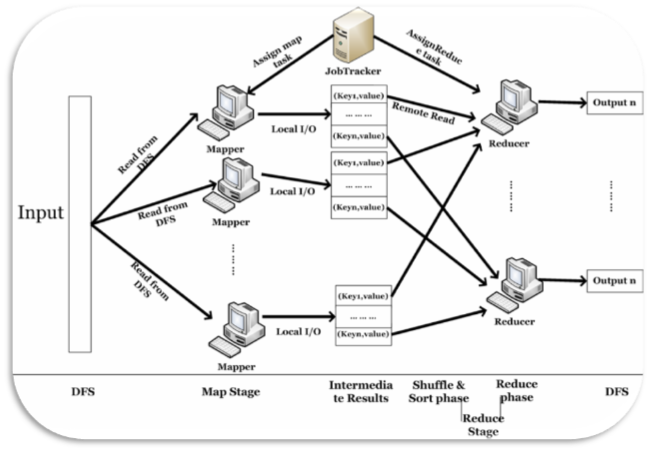 Assign map
task
JobTracker
AssignReduc
e task
Input
Read from
DFS
Mapper
Local I/O
(Key1,value)
... ... ...
(Keyn,value)
Remote Read
Reducer
Output n
Read from
DFS
Mapper
Local I/O
(Key1,value)
... ... ...
(Keyn,value)
Read from
DFS
Mapper
Local I/O
(Key1,value)
... ... ...
(Keyn,value)
Reducer
Output n
DFS
Map Stage
Intermedia
te Results
Shuffle &
Sort phase
Reduce
phase
Reduce
Stage
DFS